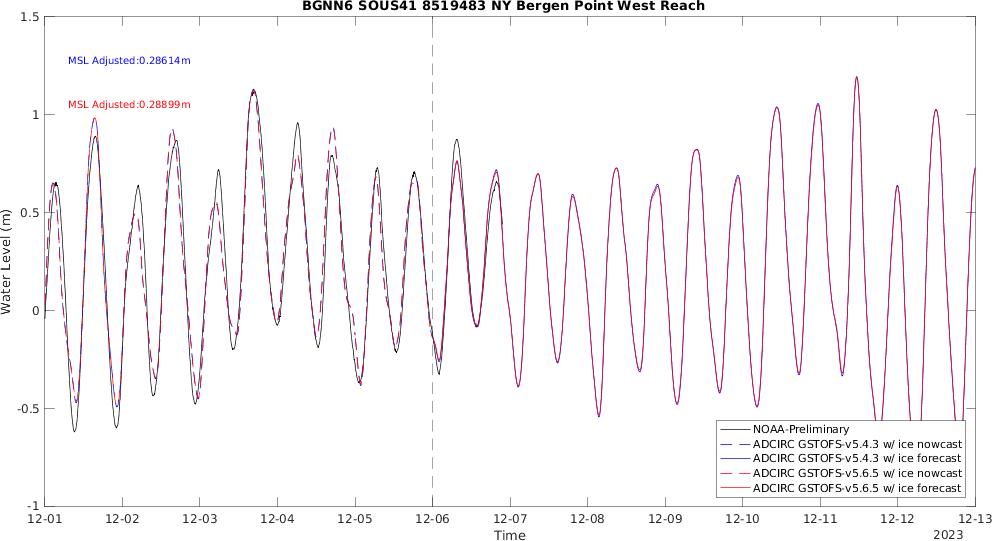 BGNN6 SOUS41 8519483 NY Bergen Point West Reach
1.5
MSL Adjusted:0.28614m
MSL Adjusted:0.28899m
1
0.5
0
-0.5
-1
Water Level (m)
NOAA-Preliminary
ADCIRC GSTOFS-v5.4.3 w/ ice nowcast
ADCIRC GSTOFS-v5.4.3 w/ ice forecast
ADCIRC GSTOFS-v5.6.5 w/ ice nowcast
ADCIRC GSTOFS-v5.6.5 w/ ice forecast
12-01 12-02 12-03 12-04 12-05 12-06 12-07 12-08 12-09 12-10 12-11 12-12 12-13
Time
2023